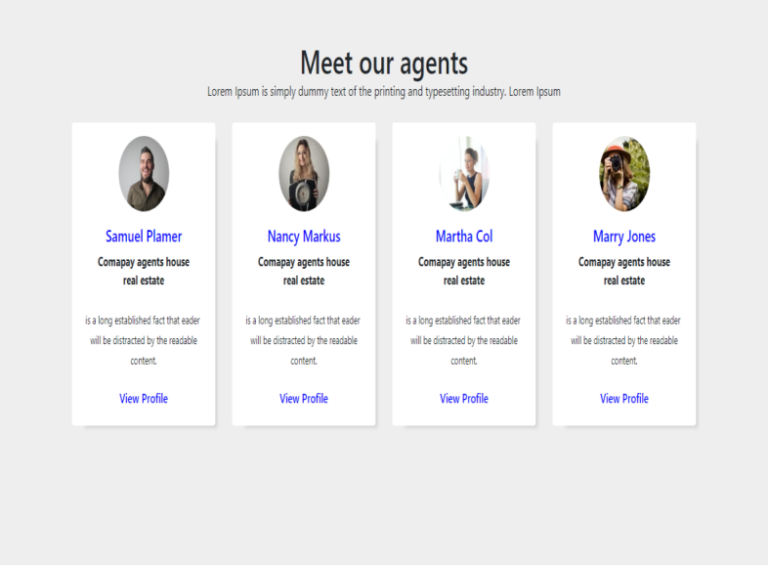 Meet our agents
Lorem Ipsum is simply dummy text of the printing and typesetting industry. Lorem Ipsum
Samuel Plamer
Comapay agents house
real estate
is a long established fact that eader
will be distracted by the readable
content.
View Profile
Nancy Markus
Comapay agents house
real estate
is a long established fact that eader
will be distracted by the readable
content.
View Profile
Martha Col
Comapay agents house
real estate
is a long established fact that eader
will be distracted by the readable
content.
View Profile
Marry Jones
Comapay agents house
real estate
is a long established fact that eader
will be distracted by the readable
content.
View Profile